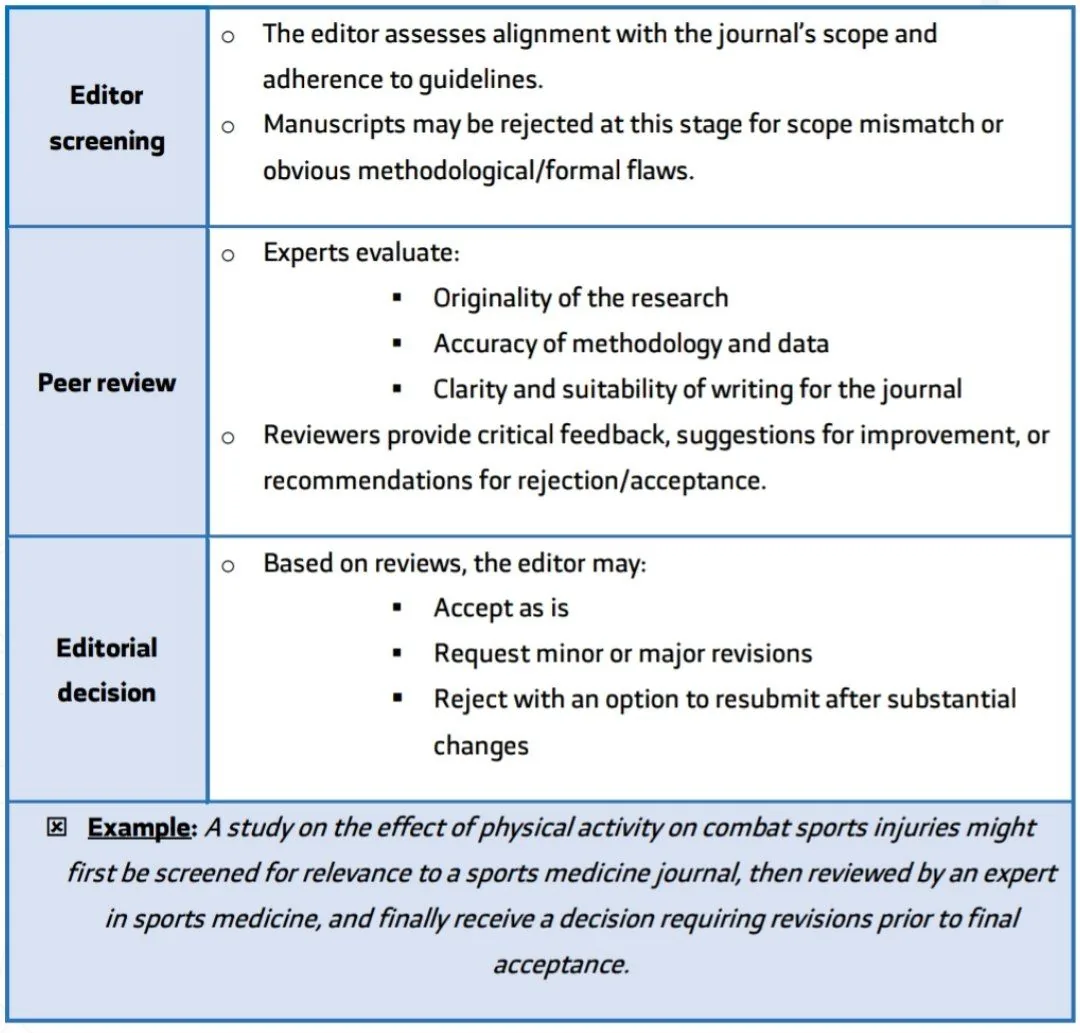 Editor
screening
○ The editor assesses alignment with the journal’s scope and
adherence to guidelines.
○ Manuscripts may be rejected at this stage for scope mismatch or
obvious methodological/formal flaws.
Peer review
○ Experts evaluate:
▪ Originality of the research
▪ Accuracy of methodology and data
▪ Clarity and suitability of writing for the journal
○ Reviewers provide critical feedback, suggestions for improvement, or
recommendations for rejection/acceptance.
Editorial
decision
○ Based on reviews, the editor may:
▪ Accept as is
▪ Request minor or major revisions
▪ Reject with an option to resubmit after substantial
changes
☒ Example: A study on the effect of physical activity on combat sports injuries might
first be screened for relevance to a sports medicine journal, then reviewed by an expert
in sports medicine, and finally receive a decision requiring revisions prior to final
acceptance.